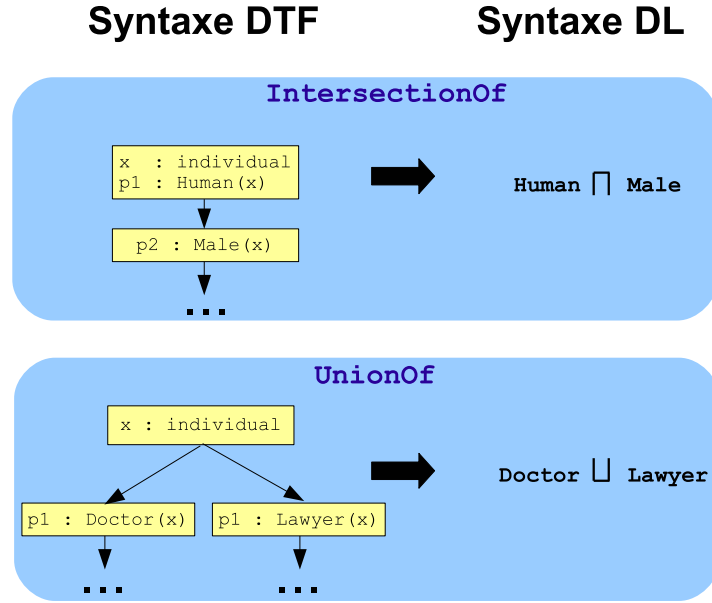 Syntaxe DTF
Syntaxe DL
IntersectionOf
x  : individual
p1 : Human(x)
p2 : Male(x)
...
Human ⊓ Male
UnionOf
x : individual
p1 : Doctor(x)
p1 : Lawyer(x)
...
...
Doctor ⊔ Lawyer